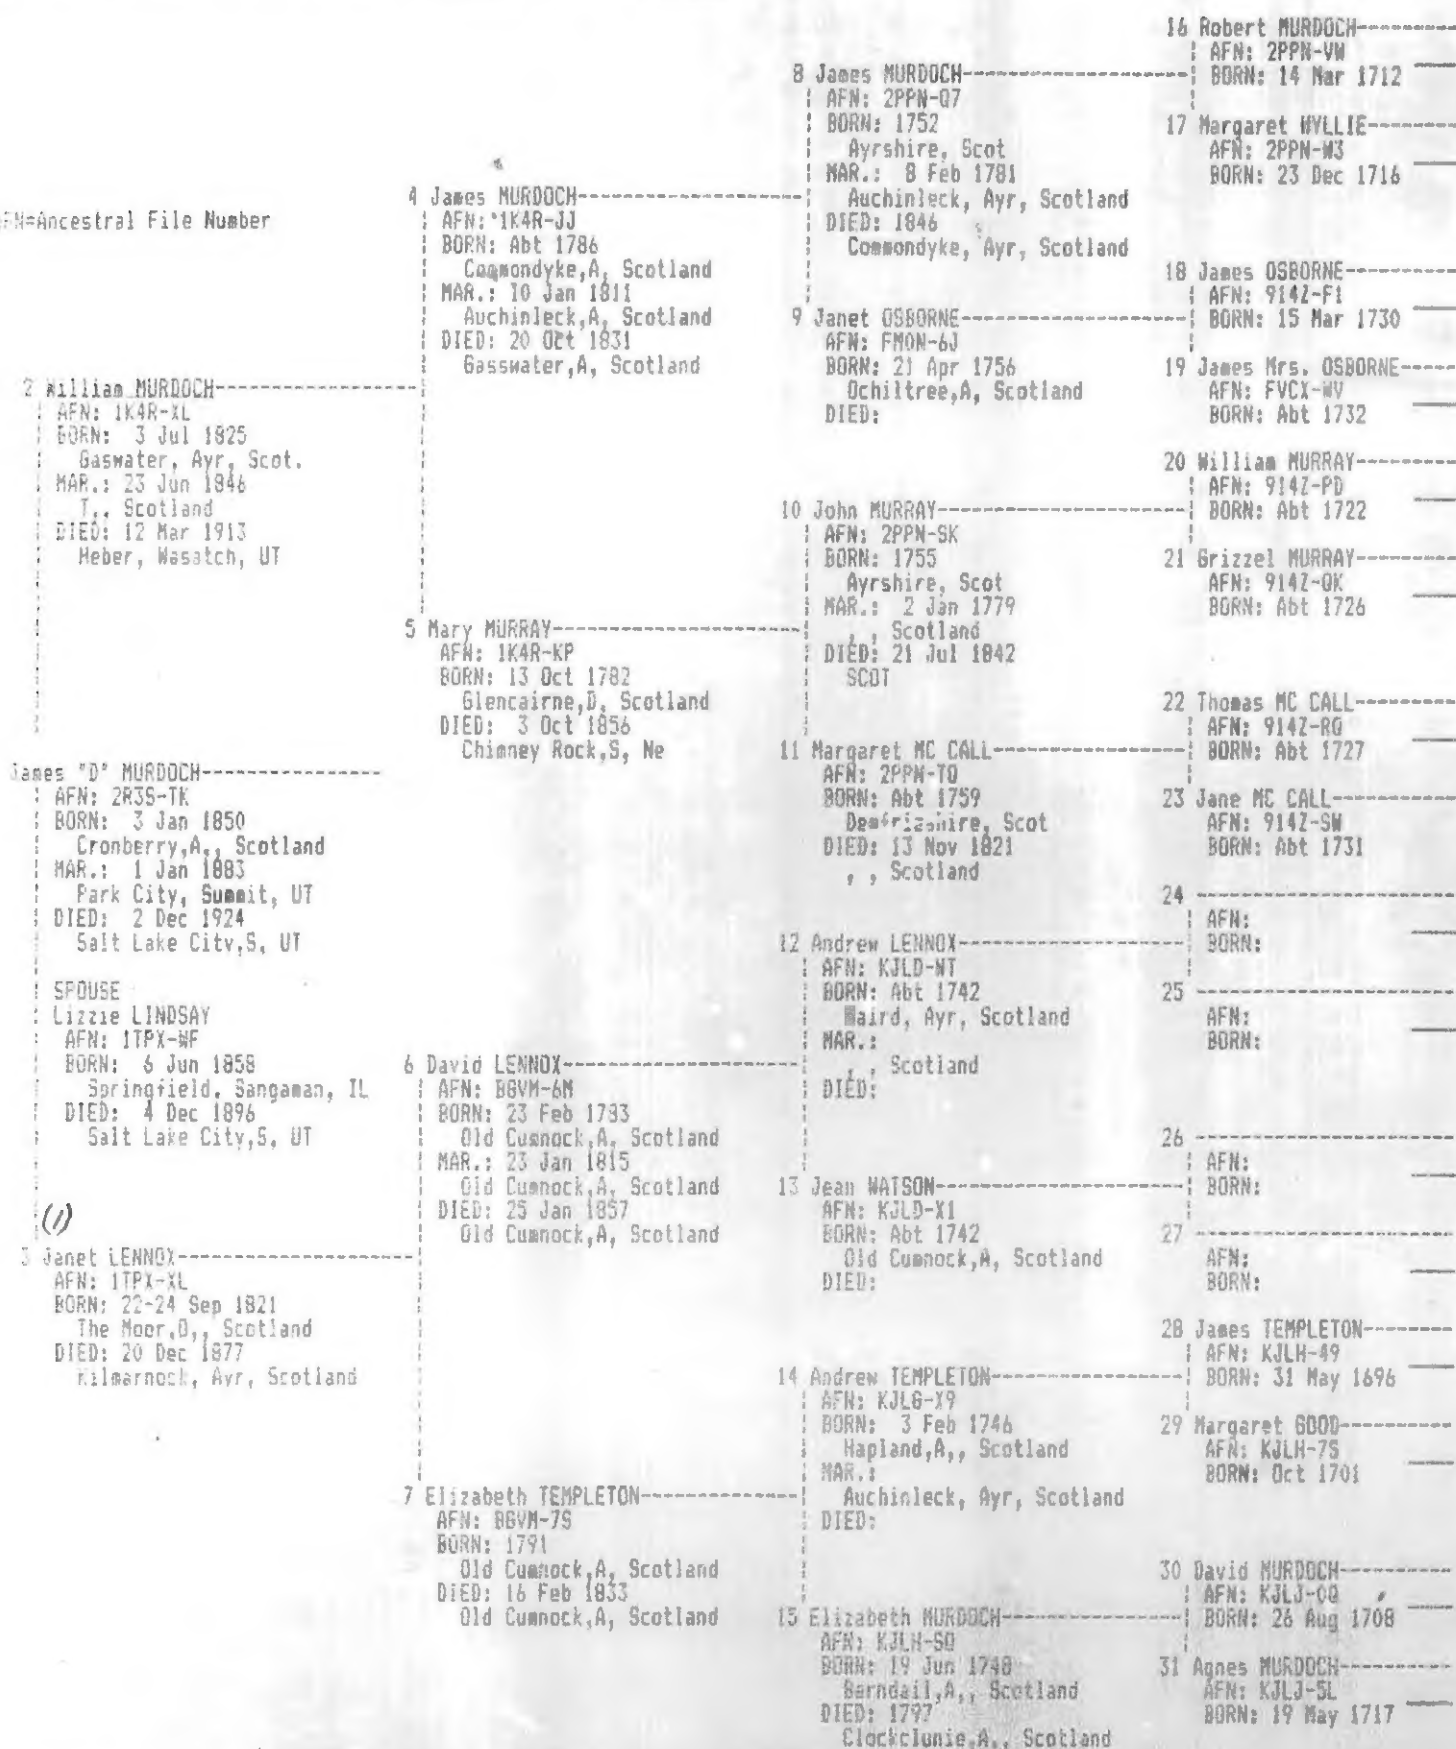 AFN=Ancestral File Number
2 William MURDOCH
AFN: 1K4R-XL
BORN: 3 Jul 1825
Gaswater, Ayr, Scot.
MAR.: 23 Jun 1846
T,, Scotland
DIED: 12 Mar 1913
Heber, Wasatch, UT
James "D" MURDOCH
AFN: 2R3S-TK
BORN: 3 Jan 1850
Cronberry,A,, Scotland
MAR.: 1 Jan 1883
Park City, Summit, UT
DIED: 2 Dec 1924
Salt Lake City,S, UT
SPOUSE
Lizzie LINDSAY
AFN: 1TPX-WF
BORN: 6 Jun 1858
Springfield, Sangaman, IL
DIED: 4 Dec 1896
Salt Lake City,S, UT
(1)
3 Janet LENNOX
AFN: 1TPX-XL
BORN: 22-24 Sep 1821
The Moor,D,, Scotland
DIED: 20 Dec 1877
Kilmarnock, Ayr, Scotland
4 James MURDOCH
AFN: 1K4R-JJ
BORN: Abt 1786
Commondyke,A, Scotland
MAR.: 10 Jan 1811
Auchinleck,A, Scotland
DIED: 20 Oct 1831
Gasswater,A, Scotland
5 Mary MURRAY
AFN: 1K4R-KP
BORN: 13 Oct 1782
Glencairne,D, Scotland
DIED: 3 Oct 1856
Chimney Rock,S, Ne
6 David LENNOX
AFN: BGVM-6M
BORN: 23 Feb 1783
Old Cumnock,A, Scotland
MAR.: 23 Jan 1815
Old Cumnock,A, Scotland
DIED: 25 Jan 1857
Old Cumnock,A, Scotland
7 Elizabeth TEMPLETON
AFN: BGVM-7S
BORN: 1791
Old Cumnock,A, Scotland
DIED: 16 Feb 1833
Old Cumnock,A, Scotland
8 James MURDOCH
AFN: 2PPN-Q7
BORN: 1752
Ayrshire, Scot
MAR.: 8 Feb 1781
Auchinleck, Ayr, Scotland
DIED: 1846
Commondyke, Ayr, Scotland
9 Janet OSBORNE
AFN: FM0N-6J
BORN: 21 Apr 1756
Ochiltree,A, Scotland
DIED:
10 John MURRAY
AFN: 2PPN-SK
BORN: 1755
Ayrshire, Scot
MAR.: 2 Jan 1779
, , Scotland
DIED: 21 Jul 1842
SCOT
11 Margaret MC CALL
AFN: 2PPN-TQ
BORN: Abt 1759
Scot
DIED: 13 Nov 1821
, , Scotland
12 Andrew LENNOX
AFN: KJLD-WT
BORN: Abt 1742
Ayr, Scotland
MAR.:
, , Scotland
DIED:
13 Jean WATSON
AFN: KJLD-X1
BORN: Abt 1742
Old Cumnock,A, Scotland
DIED:
14 Andrew TEMPLETON
AFN: KJLG-X9
BORN: 3 Feb 1746
Hapland,A,, Scotland
MAR.:
Auchinleck, Ayr, Scotland
DIED:
15 Elizabeth MURDOCH
AFN: KJLH-SQ
BORN: 19 Jun 1748
Barndail,A,, Scotland
DIED: 1797
Clockclunie,A,, Scotland
16 Robert MURDOCH
AFN: 2PPN-VW
BORN: 14 Mar 1712
17 Margaret WYLLIE
AFN: 2PPN-W3
BORN: 23 Dec 1716
18 James OSBORNE
AFN: 914Z-F1
BORN: 15 Mar 1730
19 James Mrs. OSBORNE
AFN: FVCX-WV
BORN: Abt 1732
20 William MURRAY
AFN: 914Z-PD
BORN: Abt 1722
21 Grizzel MURRAY
AFN: 914Z-QK
BORN: Abt 1726
22 Thomas MC CALL
AFN: 914Z-RQ
BORN: Abt 1727
23 Jane MC CALL
AFN: 914Z-SW
BORN: Abt 1731
24
AFN:
BORN:
25
AFN:
BORN:
26
AFN:
BORN:
27
AFN:
BORN:
28 James TEMPLETON
AFN: KJLH-49
BORN: 31 May 1696
29 Margaret GOOD
AFN: KJLH-7S
BORN: Oct 1701
30 David MURDOCH
AFN: KJLJ-0Q
BORN: 26 Aug 1708
31 Agnes MURDOCH
AFN: KJLJ-5L
BORN: 19 May 1717